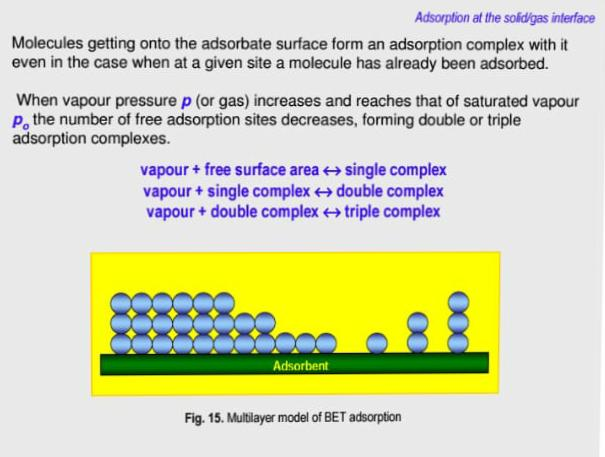 Adsorption at the solid/gas interface
Molecules getting onto the adsorbate surface form an adsorption complex with it
even in the case when at a given site a molecule has already been adsorbed.
When vapour pressure p (or gas) increases and reaches that of saturated vapour
po the number of free adsorption sites decreases, forming double or triple
adsorption complexes.
vapour + free surface area ↔ single complex
vapour + single complex ↔ double complex
vapour + double complex ↔ triple complex
Adsorbent
Fig. 15. Multilayer model of BET adsorption